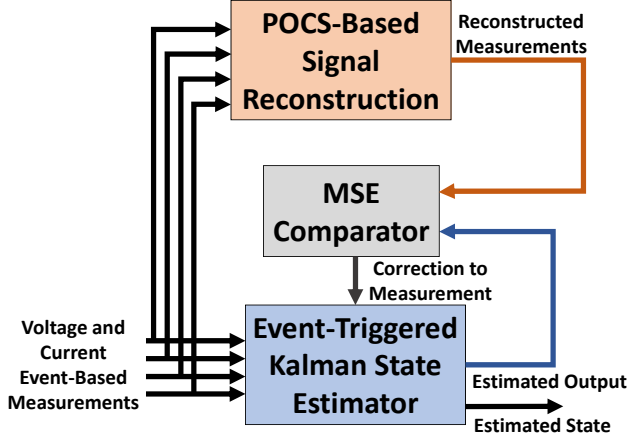 POCS-Based
Signal
Reconstruction
Reconstructed
Measurements
MSE
Comparator
Correction to
Measurement
Voltage and
Current
Event-Based
Measurements
Event-Triggered
Kalman State
Estimator
Estimated Output
Estimated State